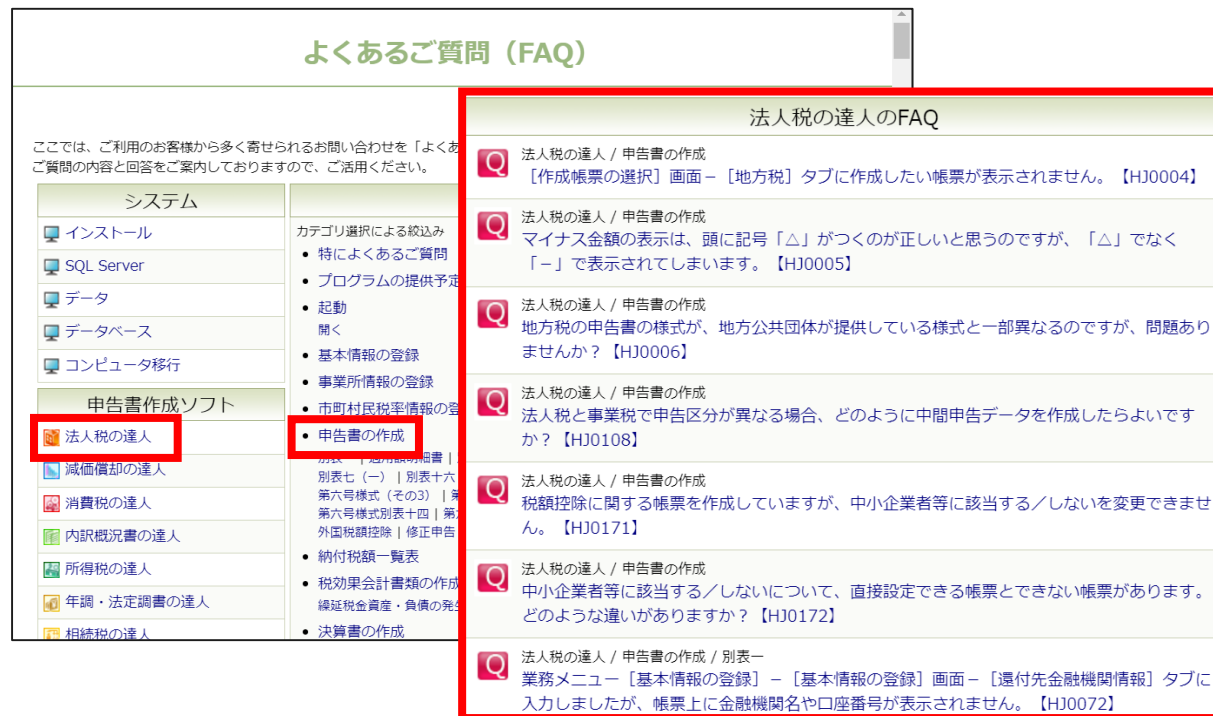 よくあるご質問（FAQ）
ここでは、ご利用のお客様から多く寄せられるお問い合わせを「よくあ
ご質問の内容と回答をご案内しておりますので、ご活用ください。
システム
インストール
SQL Server
データ
データベース
コンピュータ移行
申告書作成ソフト
法人税の達人
減価償却の達人
消費税の達人
内訳概況書の達人
所得税の達人
年調・法定調書の達人
相続税の達人
カテゴリ選択による絞込み
• 特によくあるご質問
• プログラムの提供予定
• 起動
開く
• 基本情報の登録
• 事業所情報の登録
• 市町村民税率情報の登
• 申告書の作成
別表七（一） | 別表十六
第六号様式（その3） | 第
第六号様式別表十四 | 第
外国税額控除 | 修正申告
• 納付税額一覧表
• 税効果会計書類の作成
繰延税金資産・負債の発生
• 決算書の作成
法人税の達人のFAQ
Q 法人税の達人 / 申告書の作成
［作成帳票の選択］画面－［地方税］タブに作成したい帳票が表示されません。【HJ0004】
Q 法人税の達人 / 申告書の作成
マイナス金額の表示は、頭に記号「△」がつくのが正しいと思うのですが、「△」でなく
「－」で表示されてしまいます。【HJ0005】
Q 法人税の達人 / 申告書の作成
地方税の申告書の様式が、地方公共団体が提供している様式と一部異なるのですが、問題あり
ませんか？【HJ0006】
Q 法人税の達人 / 申告書の作成
法人税と事業税で申告区分が異なる場合、どのように中間申告データを作成したらよいです
か？【HJ0108】
Q 法人税の達人 / 申告書の作成
税額控除に関する帳票を作成していますが、中小企業者等に該当する／しないを変更できませ
ん。【HJ0171】
Q 法人税の達人 / 申告書の作成
中小企業者等に該当する／しないについて、直接設定できる帳票とできない帳票があります。
どのような違いがありますか？【HJ0172】
Q 法人税の達人 / 申告書の作成 / 別表一
業務メニュー［基本情報の登録］－［基本情報の登録］画面－［還付先金融機関情報］タブに
入力しましたが、帳票上に金融機関名や口座番号が表示されません。【HJ0072】